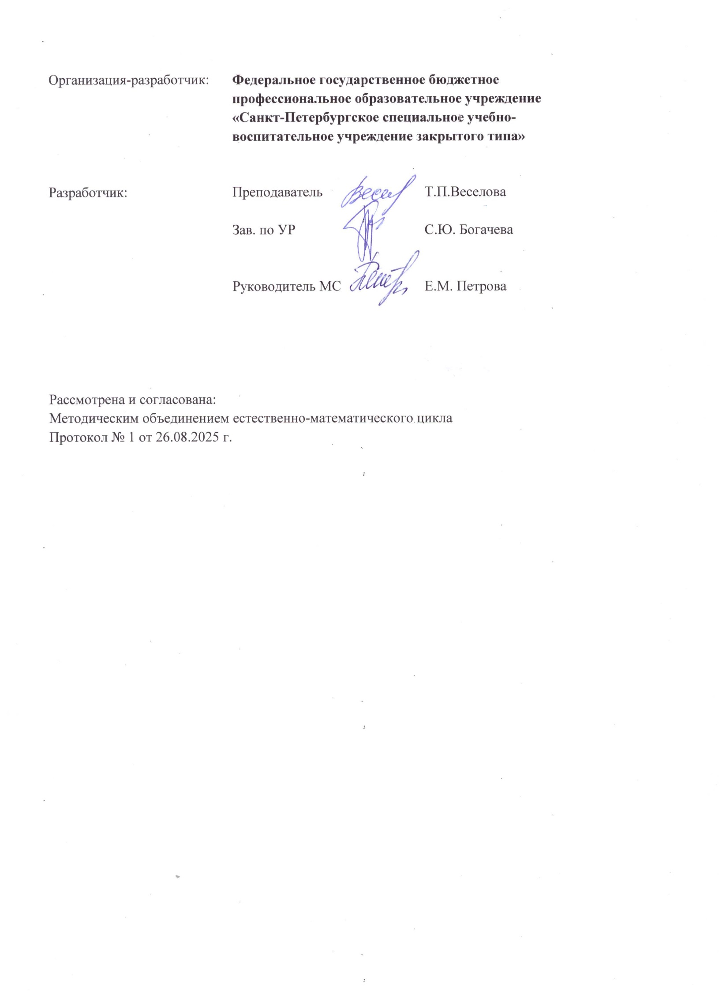 Организация-разработчик: Федеральное государственное бюджетное
профессиональное образовательное учреждение
«Санкт-Петербургское специальное учебно-
воспитательное учреждение закрытого типа»
Разработчик: Преподаватель Т.П.Веселова
Зав. по УР С.Ю. Богачева
Руководитель МС Е.М. Петрова
Рассмотрена и согласована:
Методическим объединением естественно-математического цикла
Протокол № 1 от 26.08.2025 г.